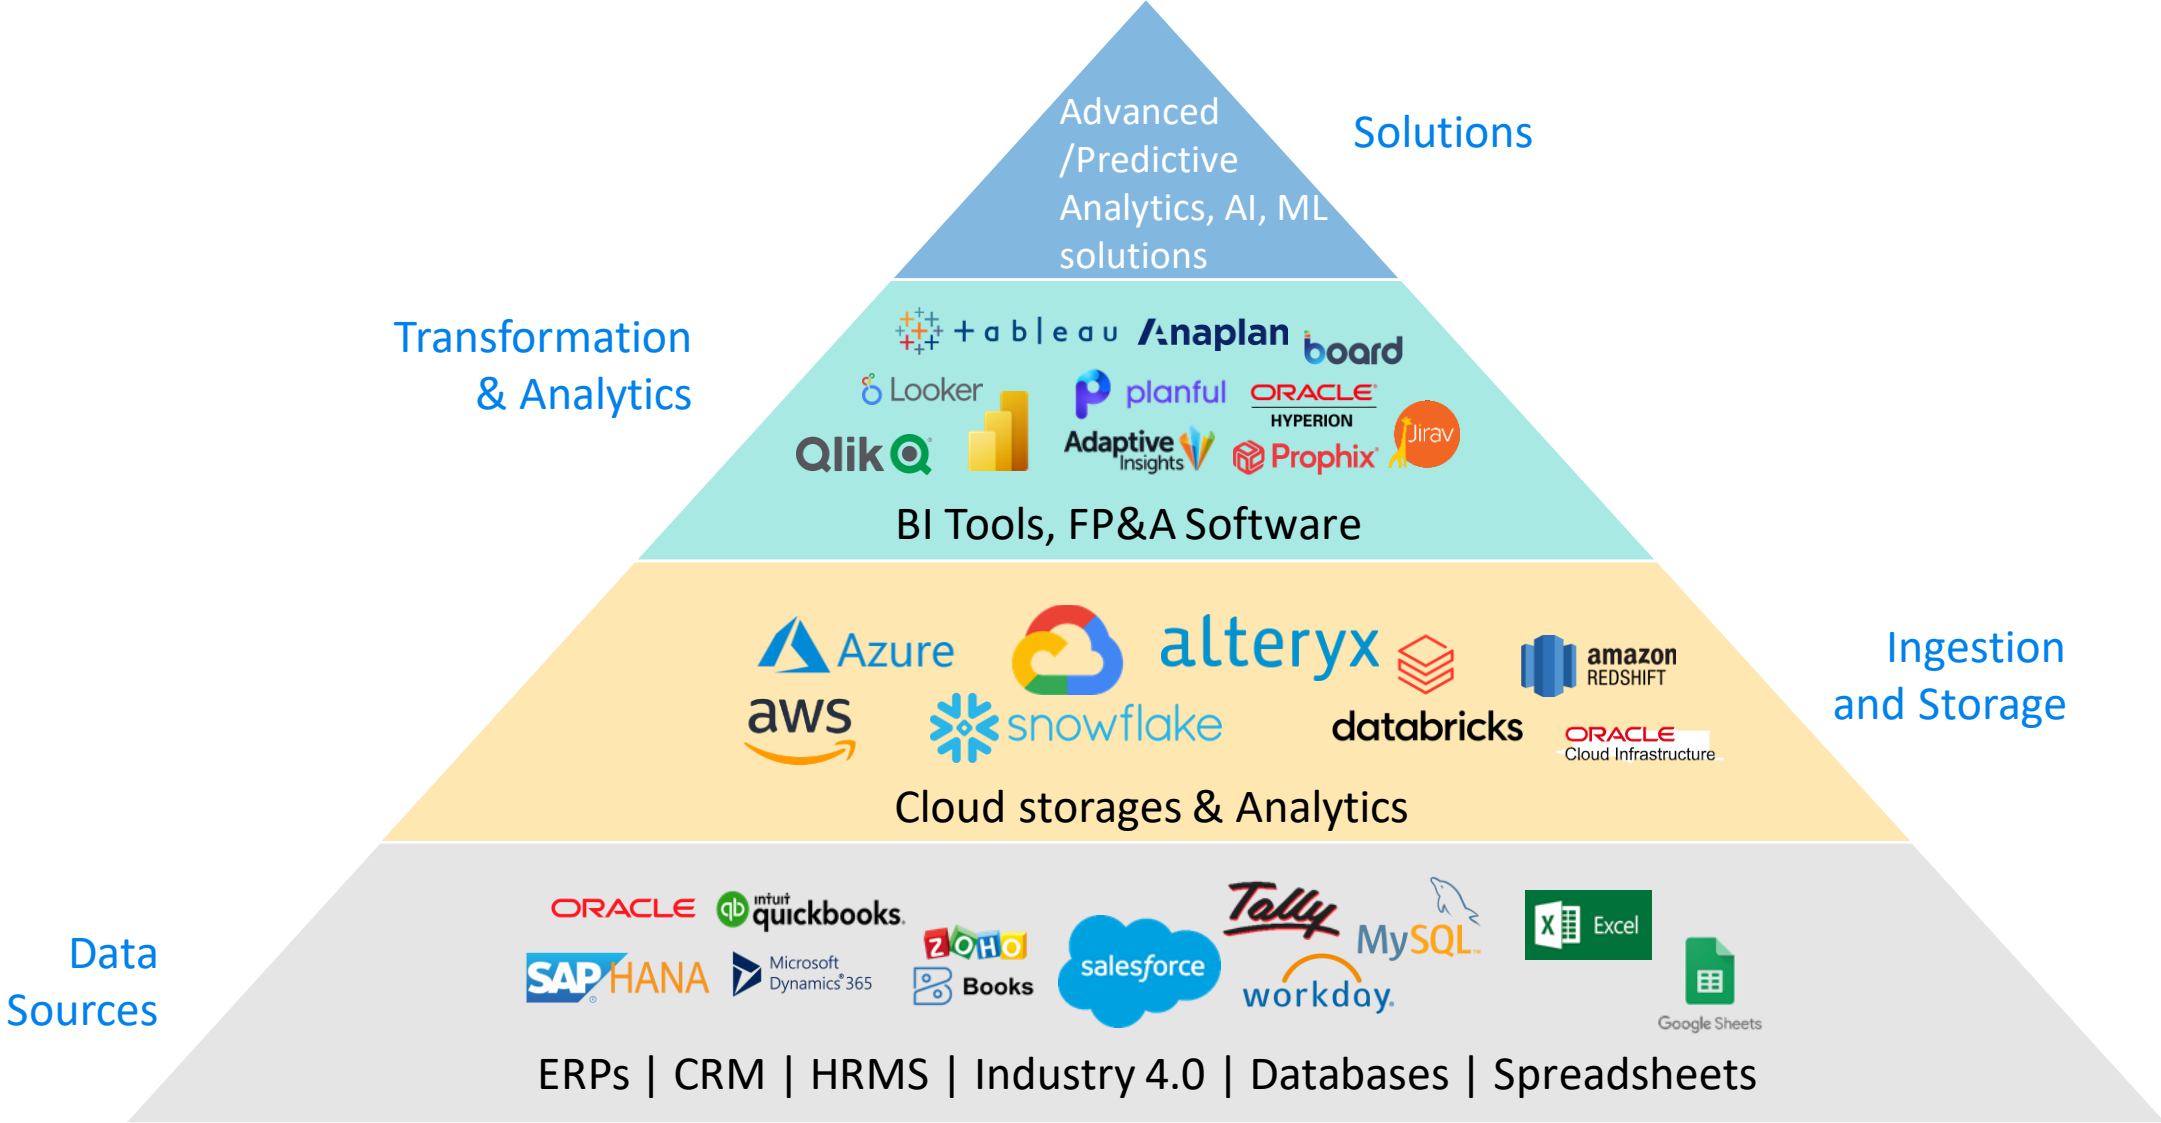 Advanced
/Predictive
Analytics, AI, ML
solutions
Solutions
Transformation
& Analytics
+ableau
Anaplan
board
Looker
planful
ORACLE
HYPERION
Qlik
Adaptive
Insights
Prophix
Jirav
BI Tools, FP&A Software
Ingestion
and Storage
Azure
alteryx
amazon
REDSHIFT
aws
snowflake
databricks
ORACLE
Cloud Infrastructure
Cloud storages & Analytics
Data
Sources
ORACLE
qb intuit
quickbooks.
ZOHO
Books
salesforce
Tally
MySQL
X Excel
SAP HANA
Microsoft
Dynamics 365
workday.
Google Sheets
ERPs | CRM | HRMS | Industry 4.0 | Databases | Spreadsheets